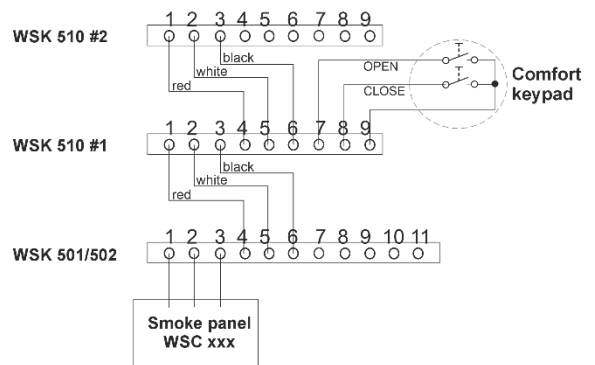 WSK 510 #2
1 2 3 4 5 6 7 8 9
black
white
red
OPEN
CLOSE
Comfort
keypad
WSK 510 #1
1 2 3 4 5 6 7 8 9
black
white
red
WSK 501/502
1 2 3 4 5 6 7 8 9 10 11
Smoke panel
WSC xxx